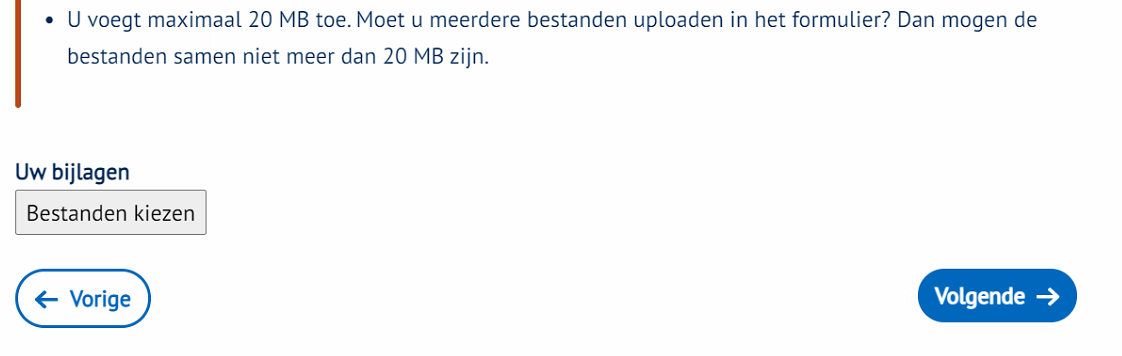 • U voegt maximaal 20 MB toe. Moet u meerdere bestanden uploaden in het formulier? Dan mogen de
bestanden samen niet meer dan 20 MB zijn.
Uw bijlagen
Bestanden kiezen
← Vorige
Volgende →